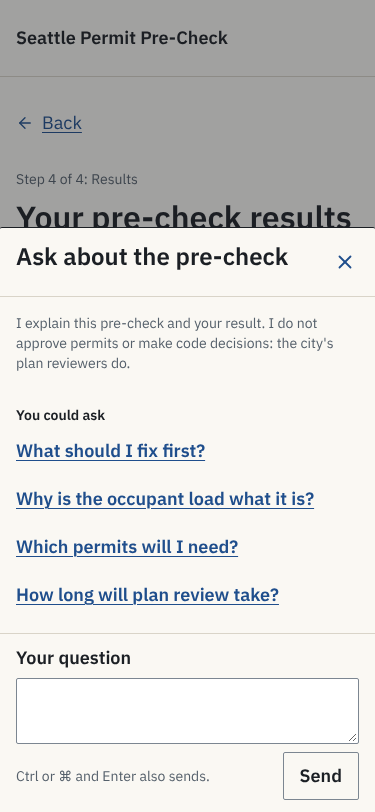 Seattle Permit Pre-Check
← Back
Step 4 of 4: Results
Your pre-check results
Ask about the pre-check
I explain this pre-check and your result. I do not
approve permits or make code decisions: the city's
plan reviewers do.
You could ask
What should I fix first?
Why is the occupant load what it is?
Which permits will I need?
How long will plan review take?
Your question
Ctrl or ⌘ and Enter also sends.
Send